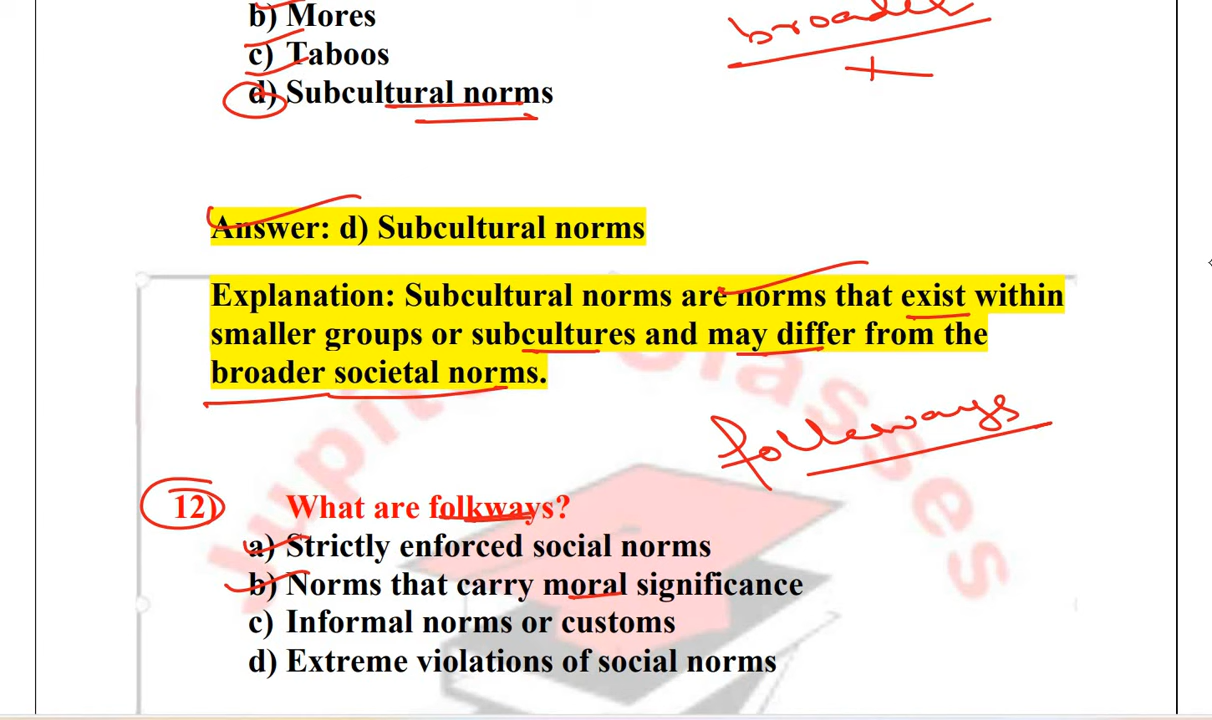 b) Mores
broader
c) Taboos
d) Subcultural norms
Answer: d) Subcultural norms
Explanation: Subcultural norms are norms that exist within
smaller groups or subcultures and may differ from the
broader societal norms.
folkways
12) What are folkways?
a) Strictly enforced social norms
b) Norms that carry moral significance
c) Informal norms or customs
d) Extreme violations of social norms
Jupiter Classes